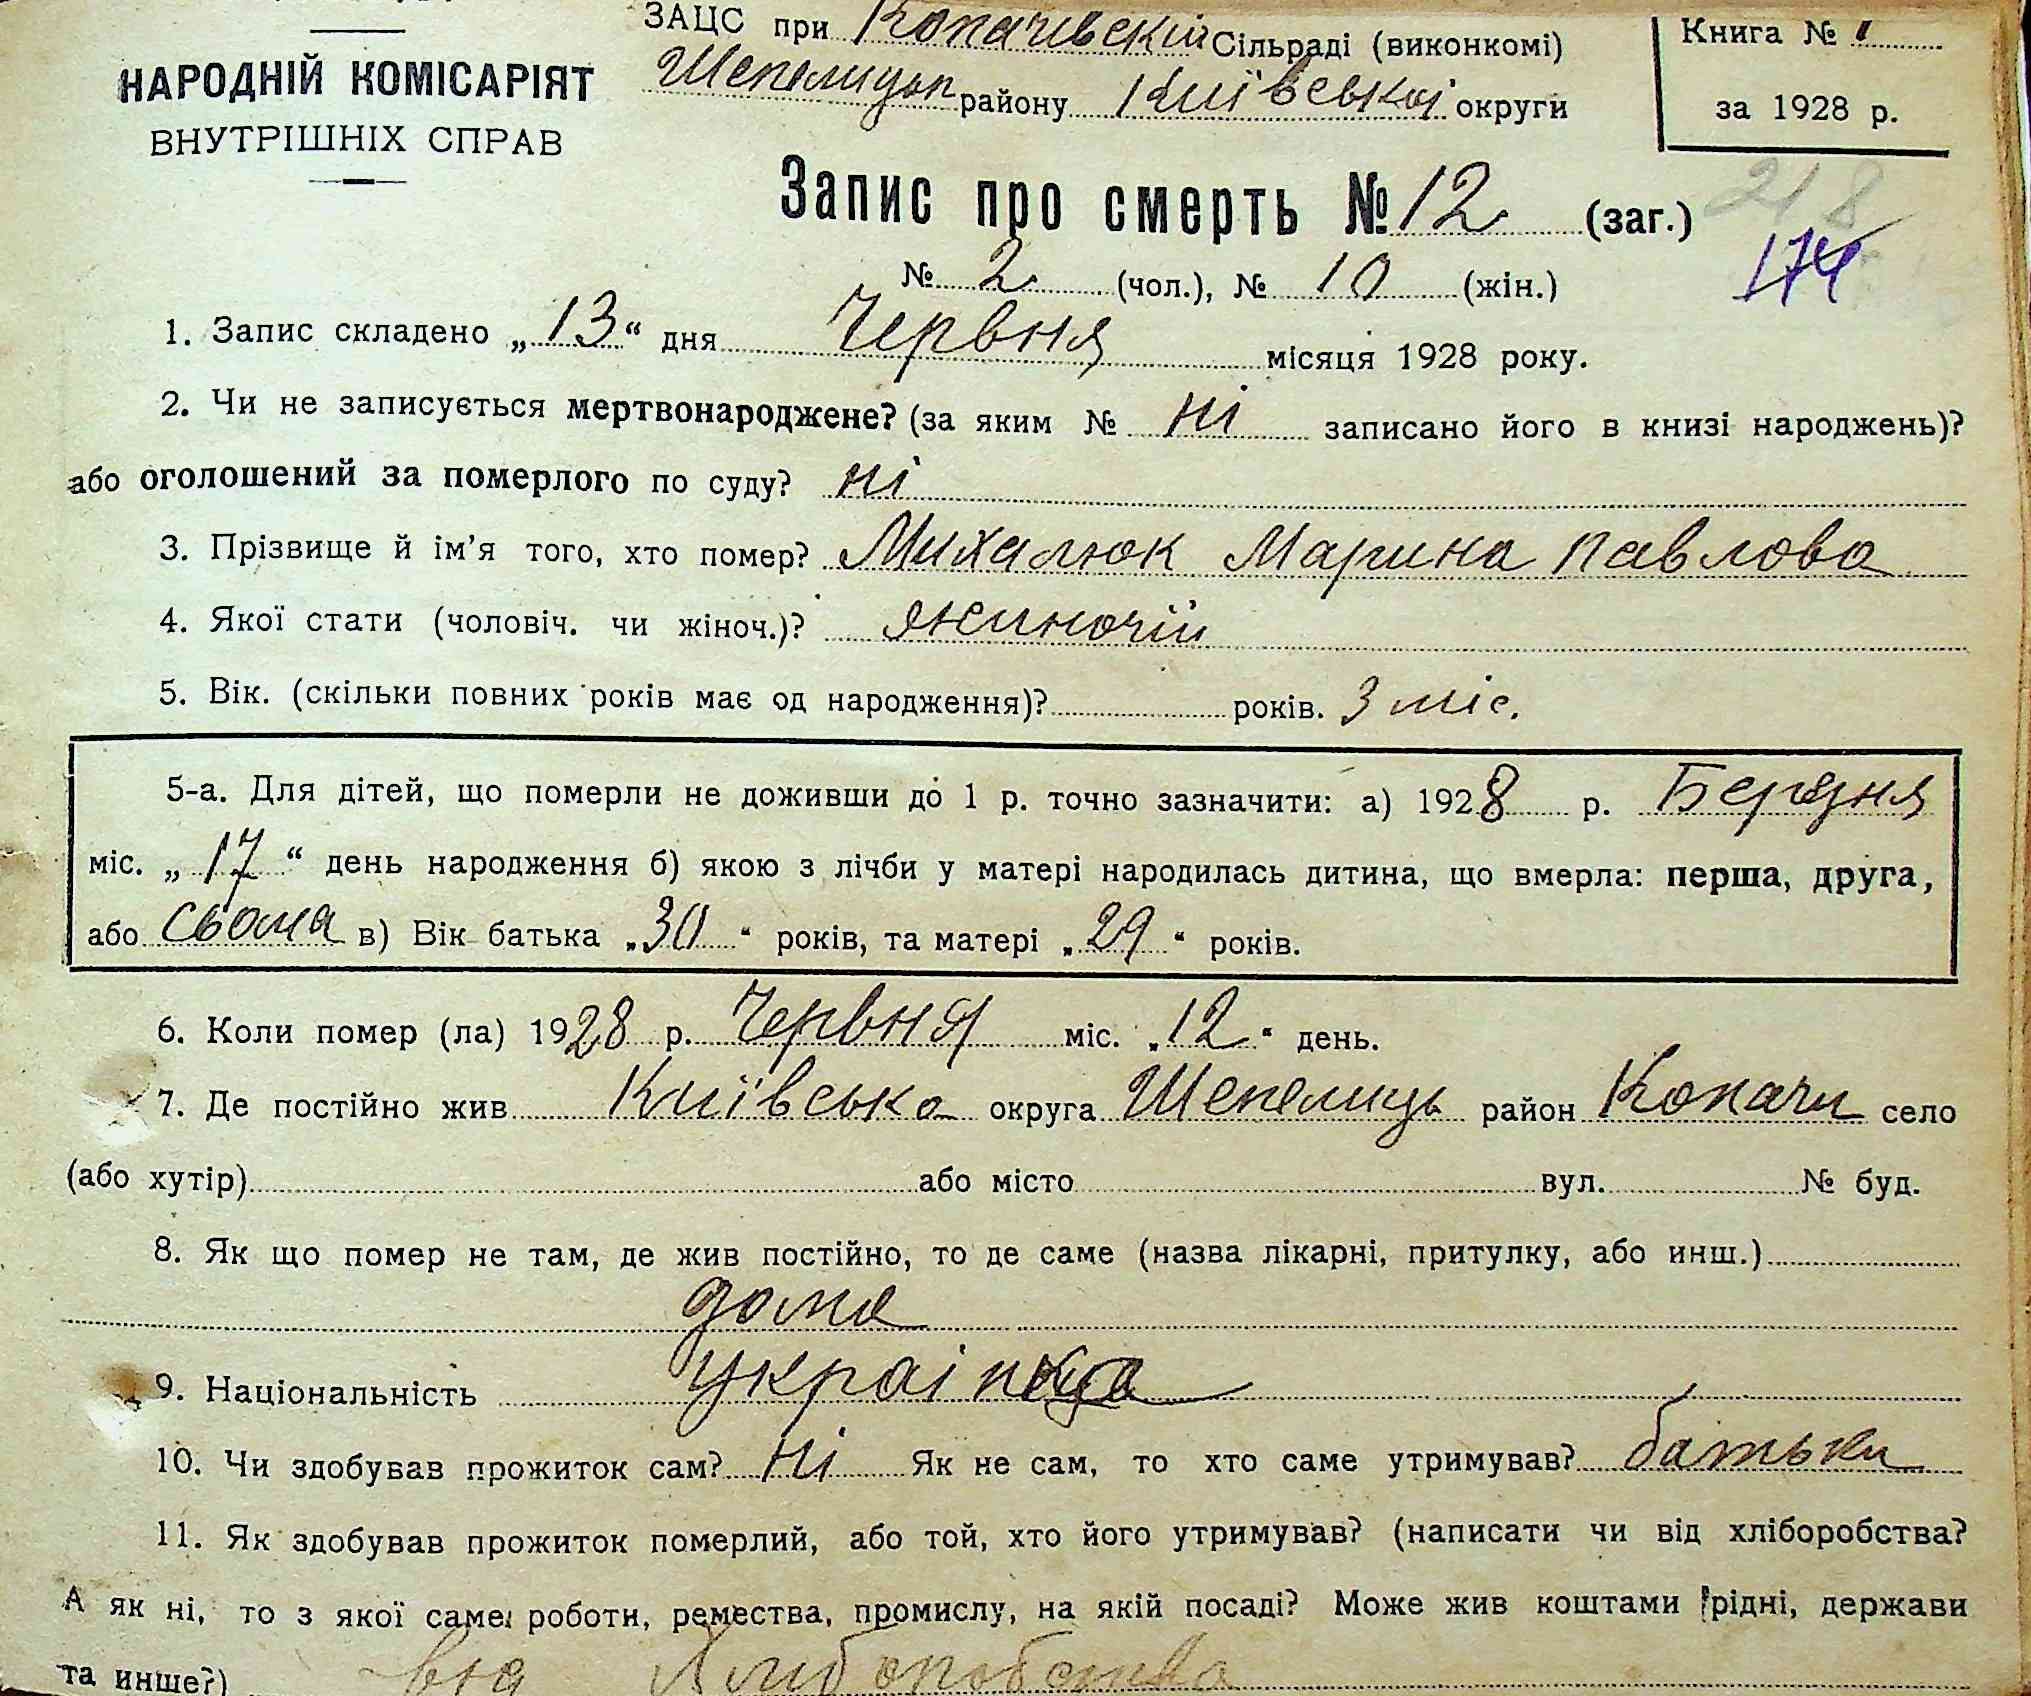 ЗАЦС при Копачівській Сільраді (виконкомі)
Шепелицьк району Київської округи
Книга № 1
за 1928 р.
НАРОДНІЙ КОМІСАРІЯТ
ВНУТРІШНІХ СПРАВ
Запис про смерть № 12 (заг.)
218
174
№ 2 (чол.), № 10 (жін.)
1. Запис складено „13“ дня Червня місяця 1928 року.
2. Чи не записується мертвонароджене? (за яким № ні записано його в книзі народжень)?
або оголошений за померлого по суду? ні
3. Прізвище й ім’я того, хто помер? Михалюк Марина Павлова
4. Якої стати (чоловіч. чи жіноч.)? жиночій
5. Вік. (скільки повних років має од народження)? років. 3 міс.
5-а. Для дітей, що померли не доживши до 1 р. точно зазначити: а) 1928 р. Березня
міс. „17“ день народження б) якою з лічби у матері народилась дитина, що вмерла: перша, друга,
або сьома в) Вік батька „30“ років, та матері „29“ років.
6. Коли помер (ла) 1928 р. Червня міс. „12“ день.
7. Де постійно жив Київська округа Шепелиць район Копачи село
(або хутір) або місто вул. № буд.
8. Як що помер не там, де жив постійно, то де саме (назва лікарні, притулку, або инш.)
дома
9. Національність українка
10. Чи здобував прожиток сам? ні Як не сам, то хто саме утримував? батьки
11. Як здобував прожиток померлий, або той, хто його утримував? (написати чи від хліборобства?
А як ні, то з якої саме роботи, ремества, промислу, на якій посаді? Може жив коштами рідні, держави
та инше?) від Хлиборобства